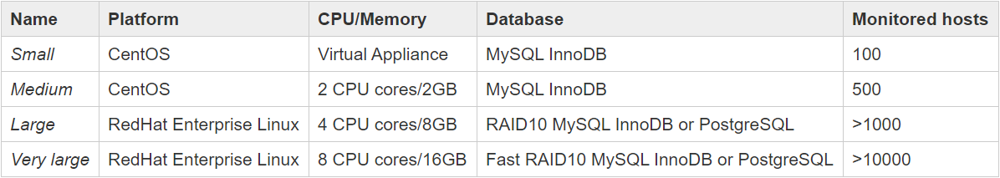 Name Platform CPU/Memory Database Monitored hosts
Small CentOS Virtual Appliance MySQL InnoDB 100
Medium CentOS 2 CPU cores/2GB MySQL InnoDB 500
Large RedHat Enterprise Linux 4 CPU cores/8GB RAID10 MySQL InnoDB or PostgreSQL >1000
Very large RedHat Enterprise Linux 8 CPU cores/16GB Fast RAID10 MySQL InnoDB or PostgreSQL >10000